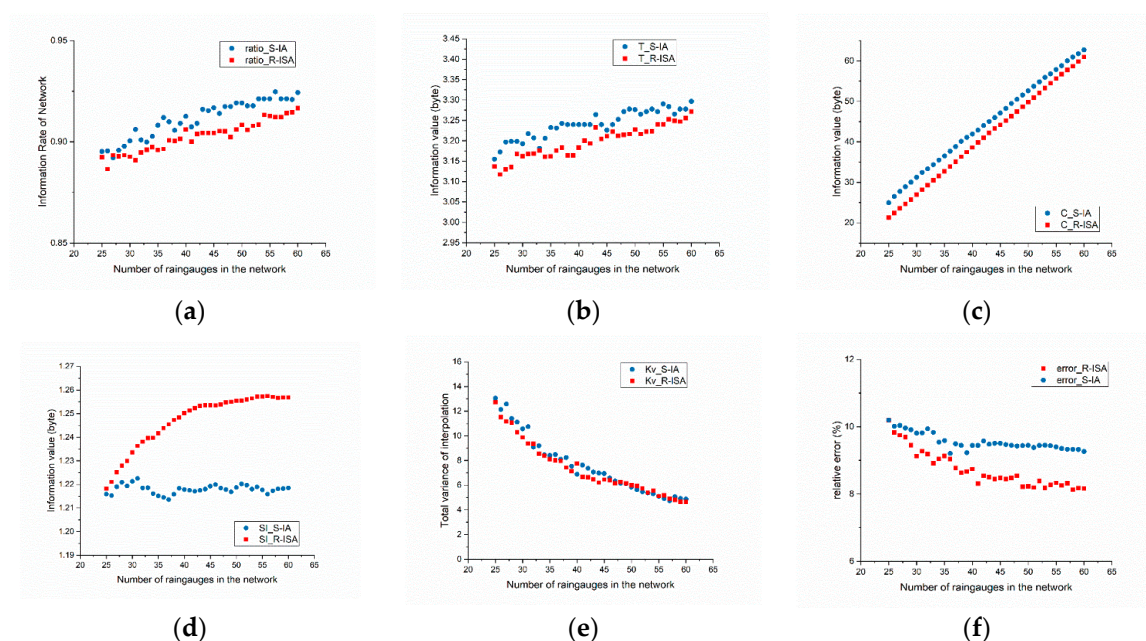 0.95
0.90
0.85
Information Rate of Network
ratio_S-IA
ratio_R-ISA
20 25 30 35 40 45 50 55 60 65
Number of raingauges in the network
(a)
3.45
3.40
3.35
3.30
3.25
3.20
3.15
3.10
3.05
3.00
2.95
Information value (byte)
T_S-IA
T_R-ISA
20 25 30 35 40 45 50 55 60 65
Number of raingauges in the network
(b)
60
50
40
30
20
Information value (byte)
C_S-IA
C_R-ISA
20 25 30 35 40 45 50 55 60 65
Number of raingauges in the network
(c)
1.27
1.26
1.25
1.24
1.23
1.22
1.21
1.20
1.19
Information value (byte)
SI_S-IA
SI_R-ISA
20 25 30 35 40 45 50 55 60 65
Number of raingauges in the network
(d)
16
14
12
10
8
6
4
2
0
Total variance of interpolation
Kv_S-IA
Kv_R-ISA
20 25 30 35 40 45 50 55 60 65
Number of raingauges in the network
(e)
12
10
8
6
relative error (%)
error_R-ISA
error_S-IA
20 25 30 35 40 45 50 55 60 65
Number of raingauges in the network
(f)